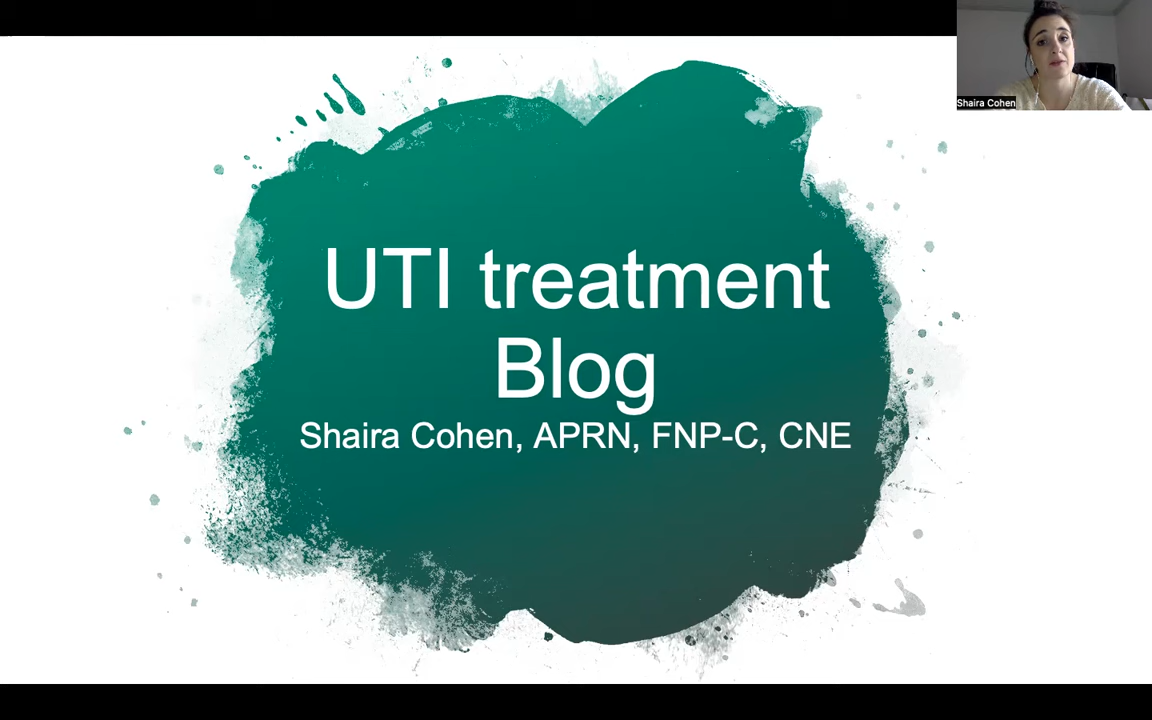 Shaira Cohen
UTI treatment
Blog
Shaira Cohen, APRN, FNP-C, CNE